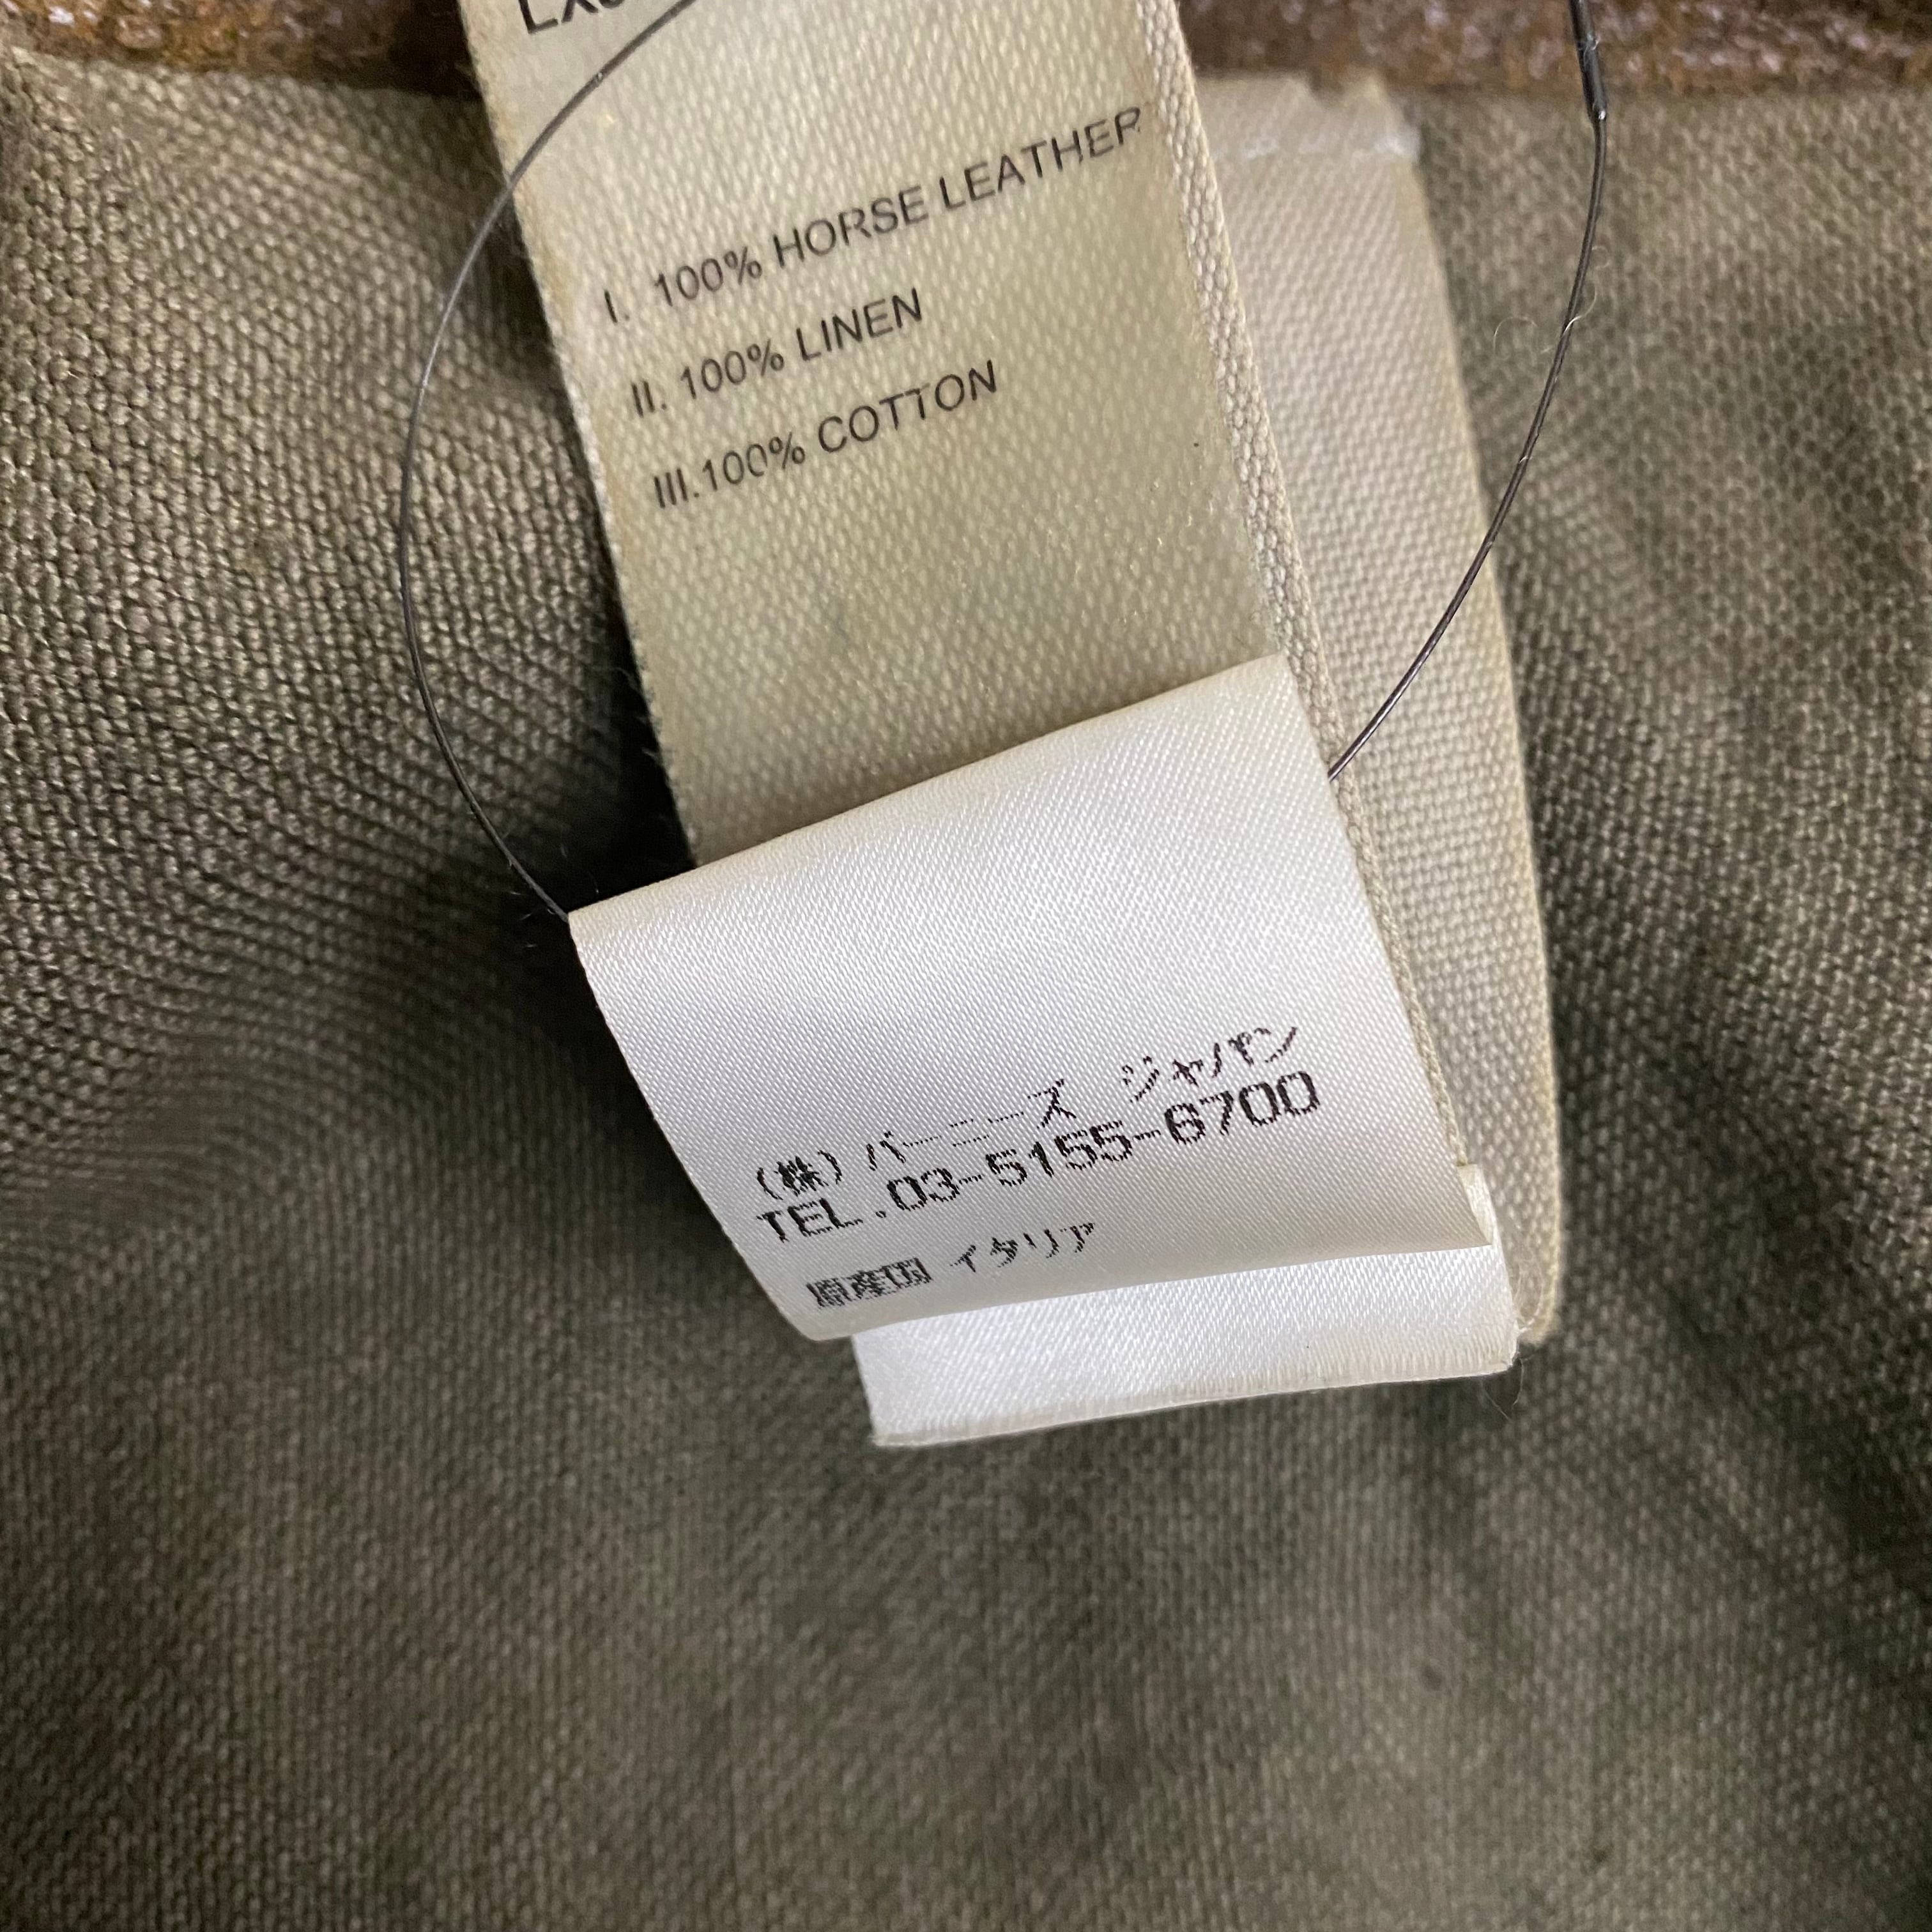 I. 100% HORSE LEATHER
II. 100% LINEN
III.100% COTTON
(株) バーニーズ ジャパン
TEL.03-5155-6700
原産国 イタリア